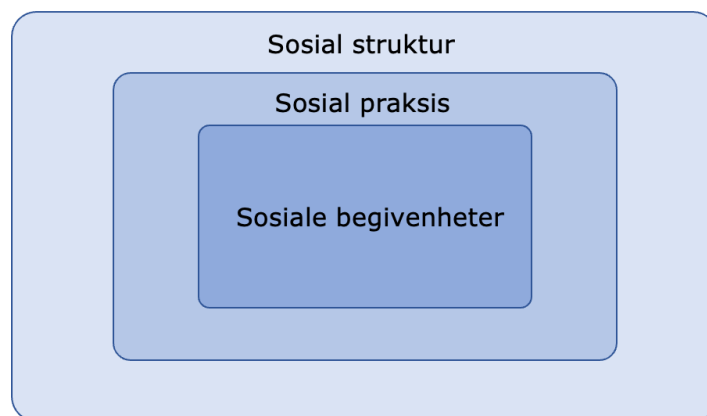 Sosial struktur
Sosial praksis
Sosiale begivenheter